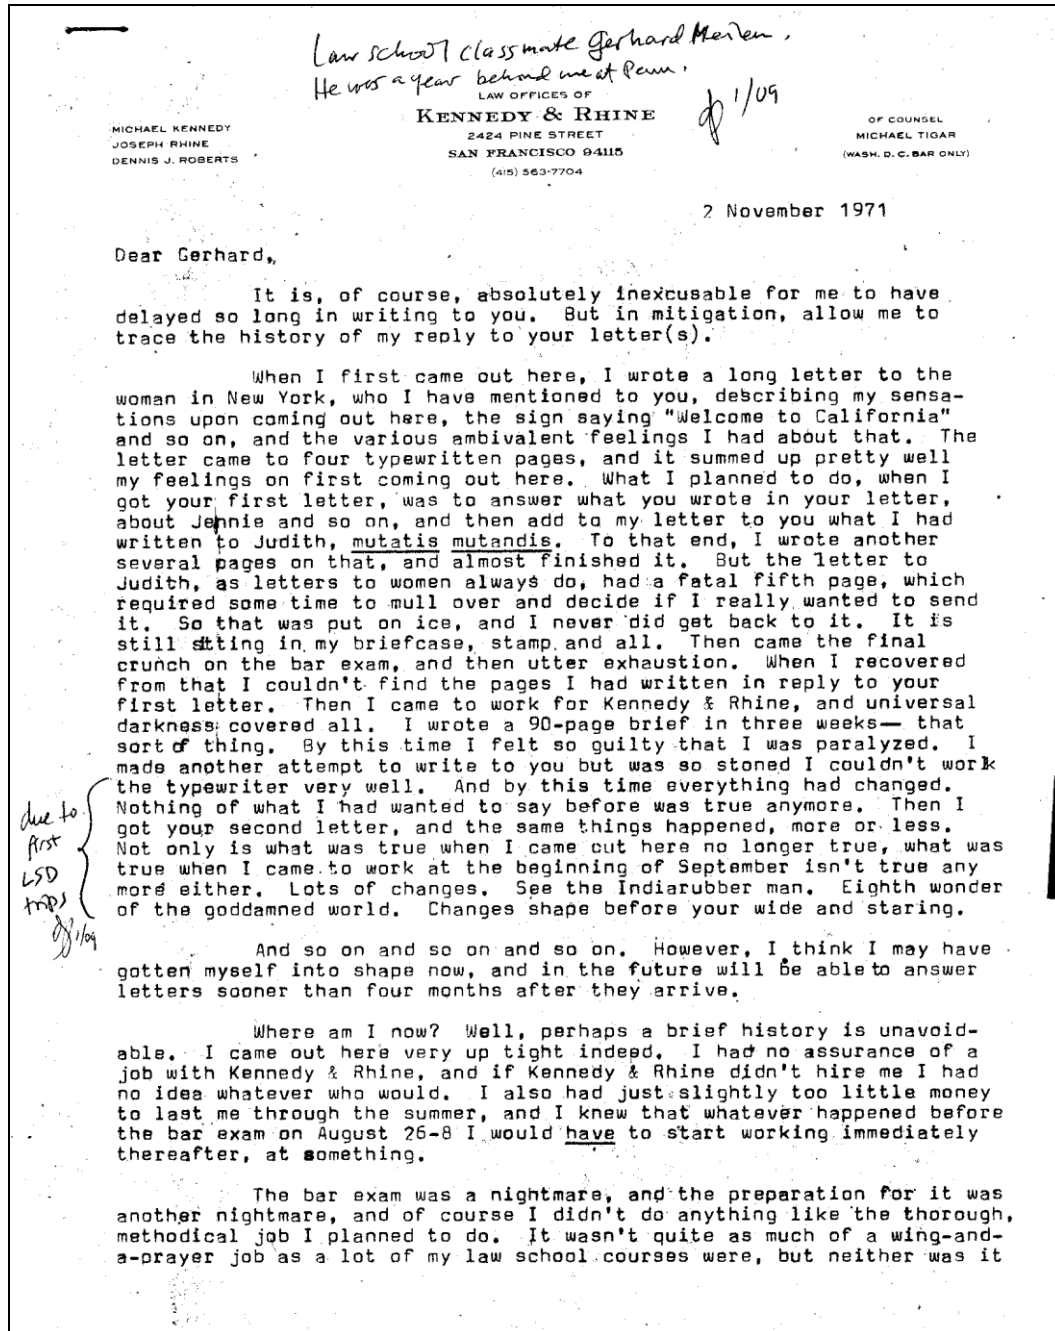 Law school classmate Gerhard
He was a year behind me at Penn.
1/09
LAW OFFICES OF
KENNEDY & RHINE
2424 PINE STREET
SAN FRANCISCO 94115
(415) 563-7704
MICHAEL KENNEDY
JOSEPH RHINE
DENNIS J. ROBERTS
OF COUNSEL
MICHAEL TIGAR
(WASH. D. C. BAR ONLY)
2 November 1971
Dear Gerhard,
It is, of course, absolutely inexcusable for me to have
delayed so long in writing to you. But in mitigation, allow me to
trace the history of my reply to your letter(s).
When I first came out here, I wrote a long letter to the
woman in New York, who I have mentioned to you, describing my sensa-
tions upon coming out here, the sign saying "Welcome to California"
and so on, and the various ambivalent feelings I had about that. The
letter came to four typewritten pages, and it summed up pretty well
my feelings on first coming out here. What I planned to do, when I
got your first letter, was to answer what you wrote in your letter,
about Jennie and so on, and then add to my letter to you what I had
written to Judith, mutatis mutandis. To that end, I wrote another
several pages on that, and almost finished it. But the letter to
Judith, as letters to women always do, had a fatal fifth page, which
required some time to mull over and decide if I really wanted to send
it. So that was put on ice, and I never did get back to it. It is
still sitting in my briefcase, stamp and all. Then came the final
crunch on the bar exam, and then utter exhaustion. When I recovered
from that I couldn't find the pages I had written in reply to your
first letter. Then I came to work for Kennedy & Rhine, and universal
darkness covered all. I wrote a 90-page brief in three weeks— that
sort of thing. By this time I felt so guilty that I was paralyzed. I
made another attempt to write to you but was so stoned I couldn't work
the typewriter very well. And by this time everything had changed.
Nothing of what I had wanted to say before was true anymore. Then I
got your second letter, and the same things happened, more or less.
Not only is what was true when I came out here no longer true, what was
true when I came to work at the beginning of September isn't true any
more either. Lots of changes. See the Indiarubber man. Eighth wonder
of the goddamned world. Changes shape before your wide and staring.
due to
first
LSD
trips
1/09
And so on and so on and so on. However, I think I may have
gotten myself into shape now, and in the future will be able to answer
letters sooner than four months after they arrive.
Where am I now? Well, perhaps a brief history is unavoid-
able. I came out here very up tight indeed. I had no assurance of a
job with Kennedy & Rhine, and if Kennedy & Rhine didn't hire me I had
no idea whatever who would. I also had just slightly too little money
to last me through the summer, and I knew that whatever happened before
the bar exam on August 26-8 I would have to start working immediately
thereafter, at something.
The bar exam was a nightmare, and the preparation for it was
another nightmare, and of course I didn't do anything like the thorough,
methodical job I planned to do. It wasn't quite as much of a wing-and-
a-prayer job as a lot of my law school courses were, but neither was it